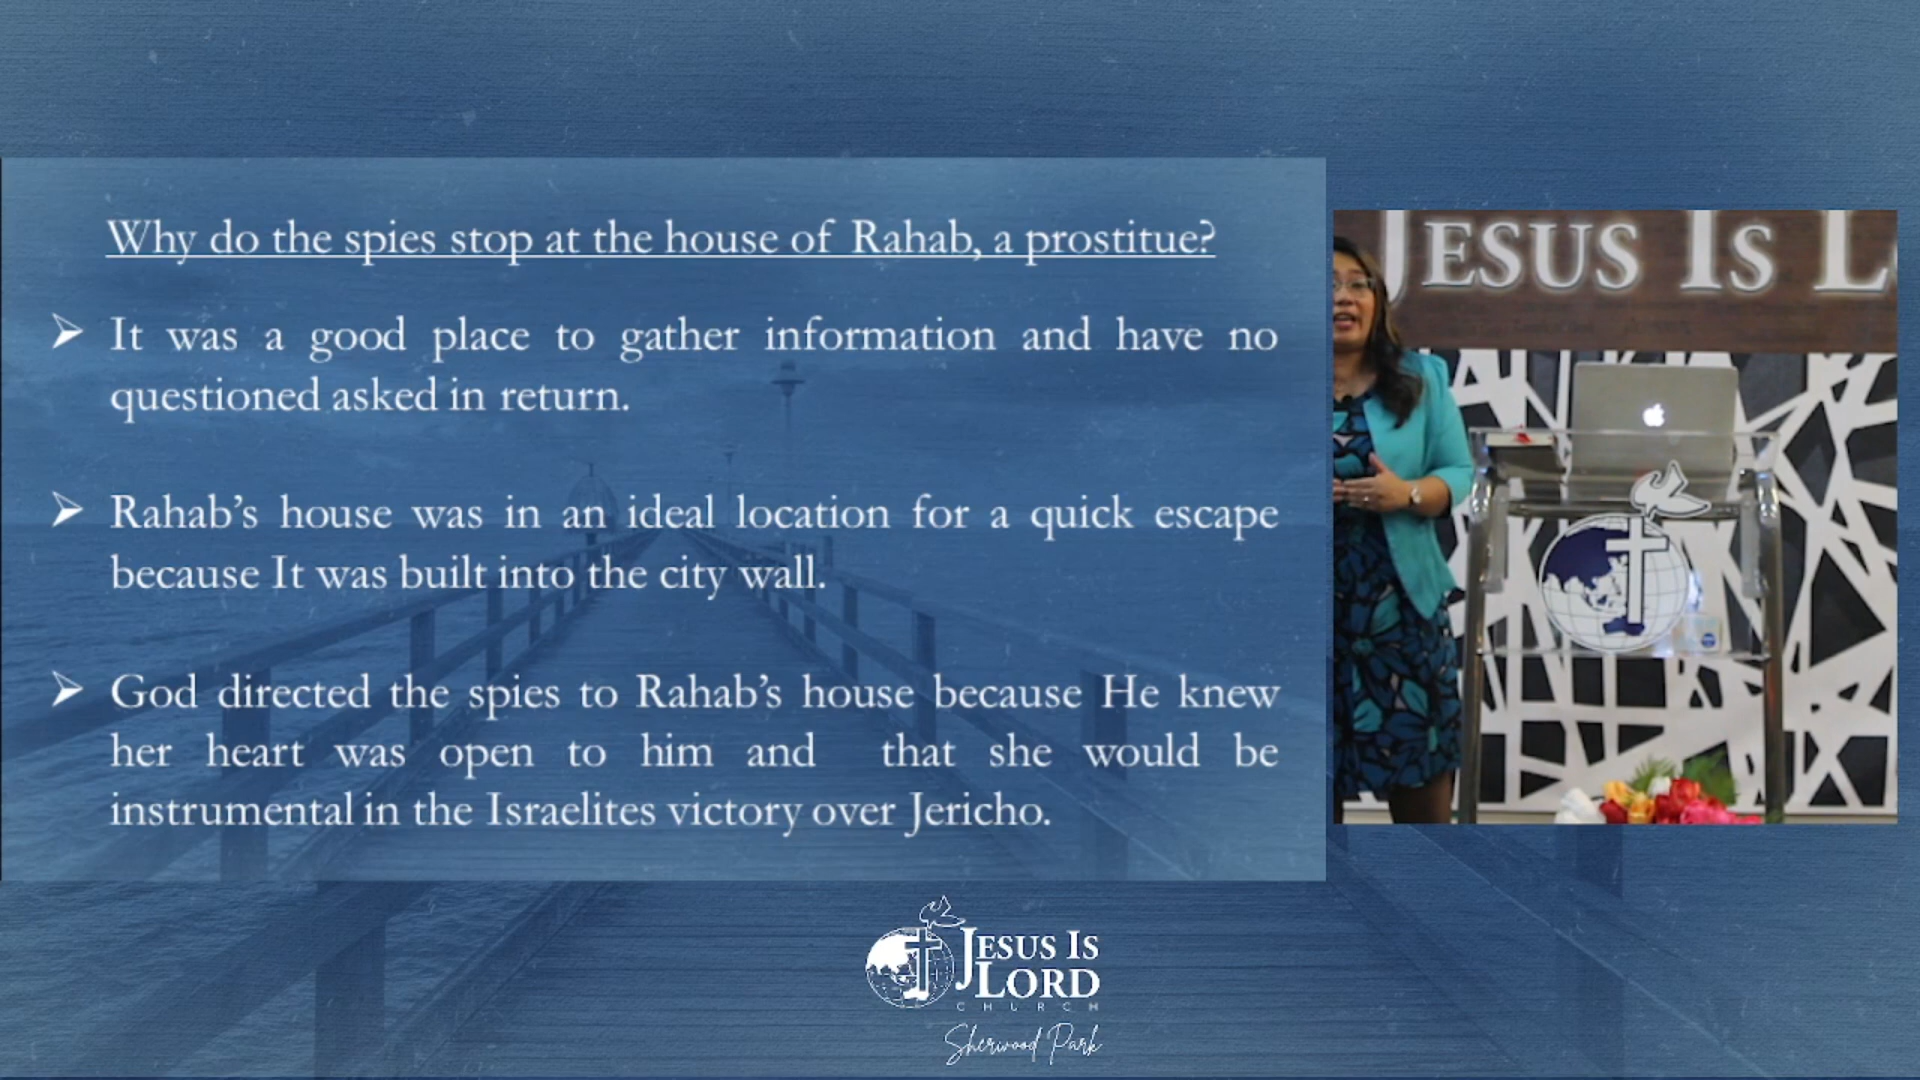 Why do the spies stop at the house of Rahab, a prostitue?
➢ It was a good place to gather information and have no
questioned asked in return.
➢ Rahab’s house was in an ideal location for a quick escape
because It was built into the city wall.
➢ God directed the spies to Rahab’s house because He knew
her heart was open to him and that she would be
instrumental in the Israelites victory over Jericho.
JESUS IS L
JESUS IS
LORD
CHURCH
Sherwood Park